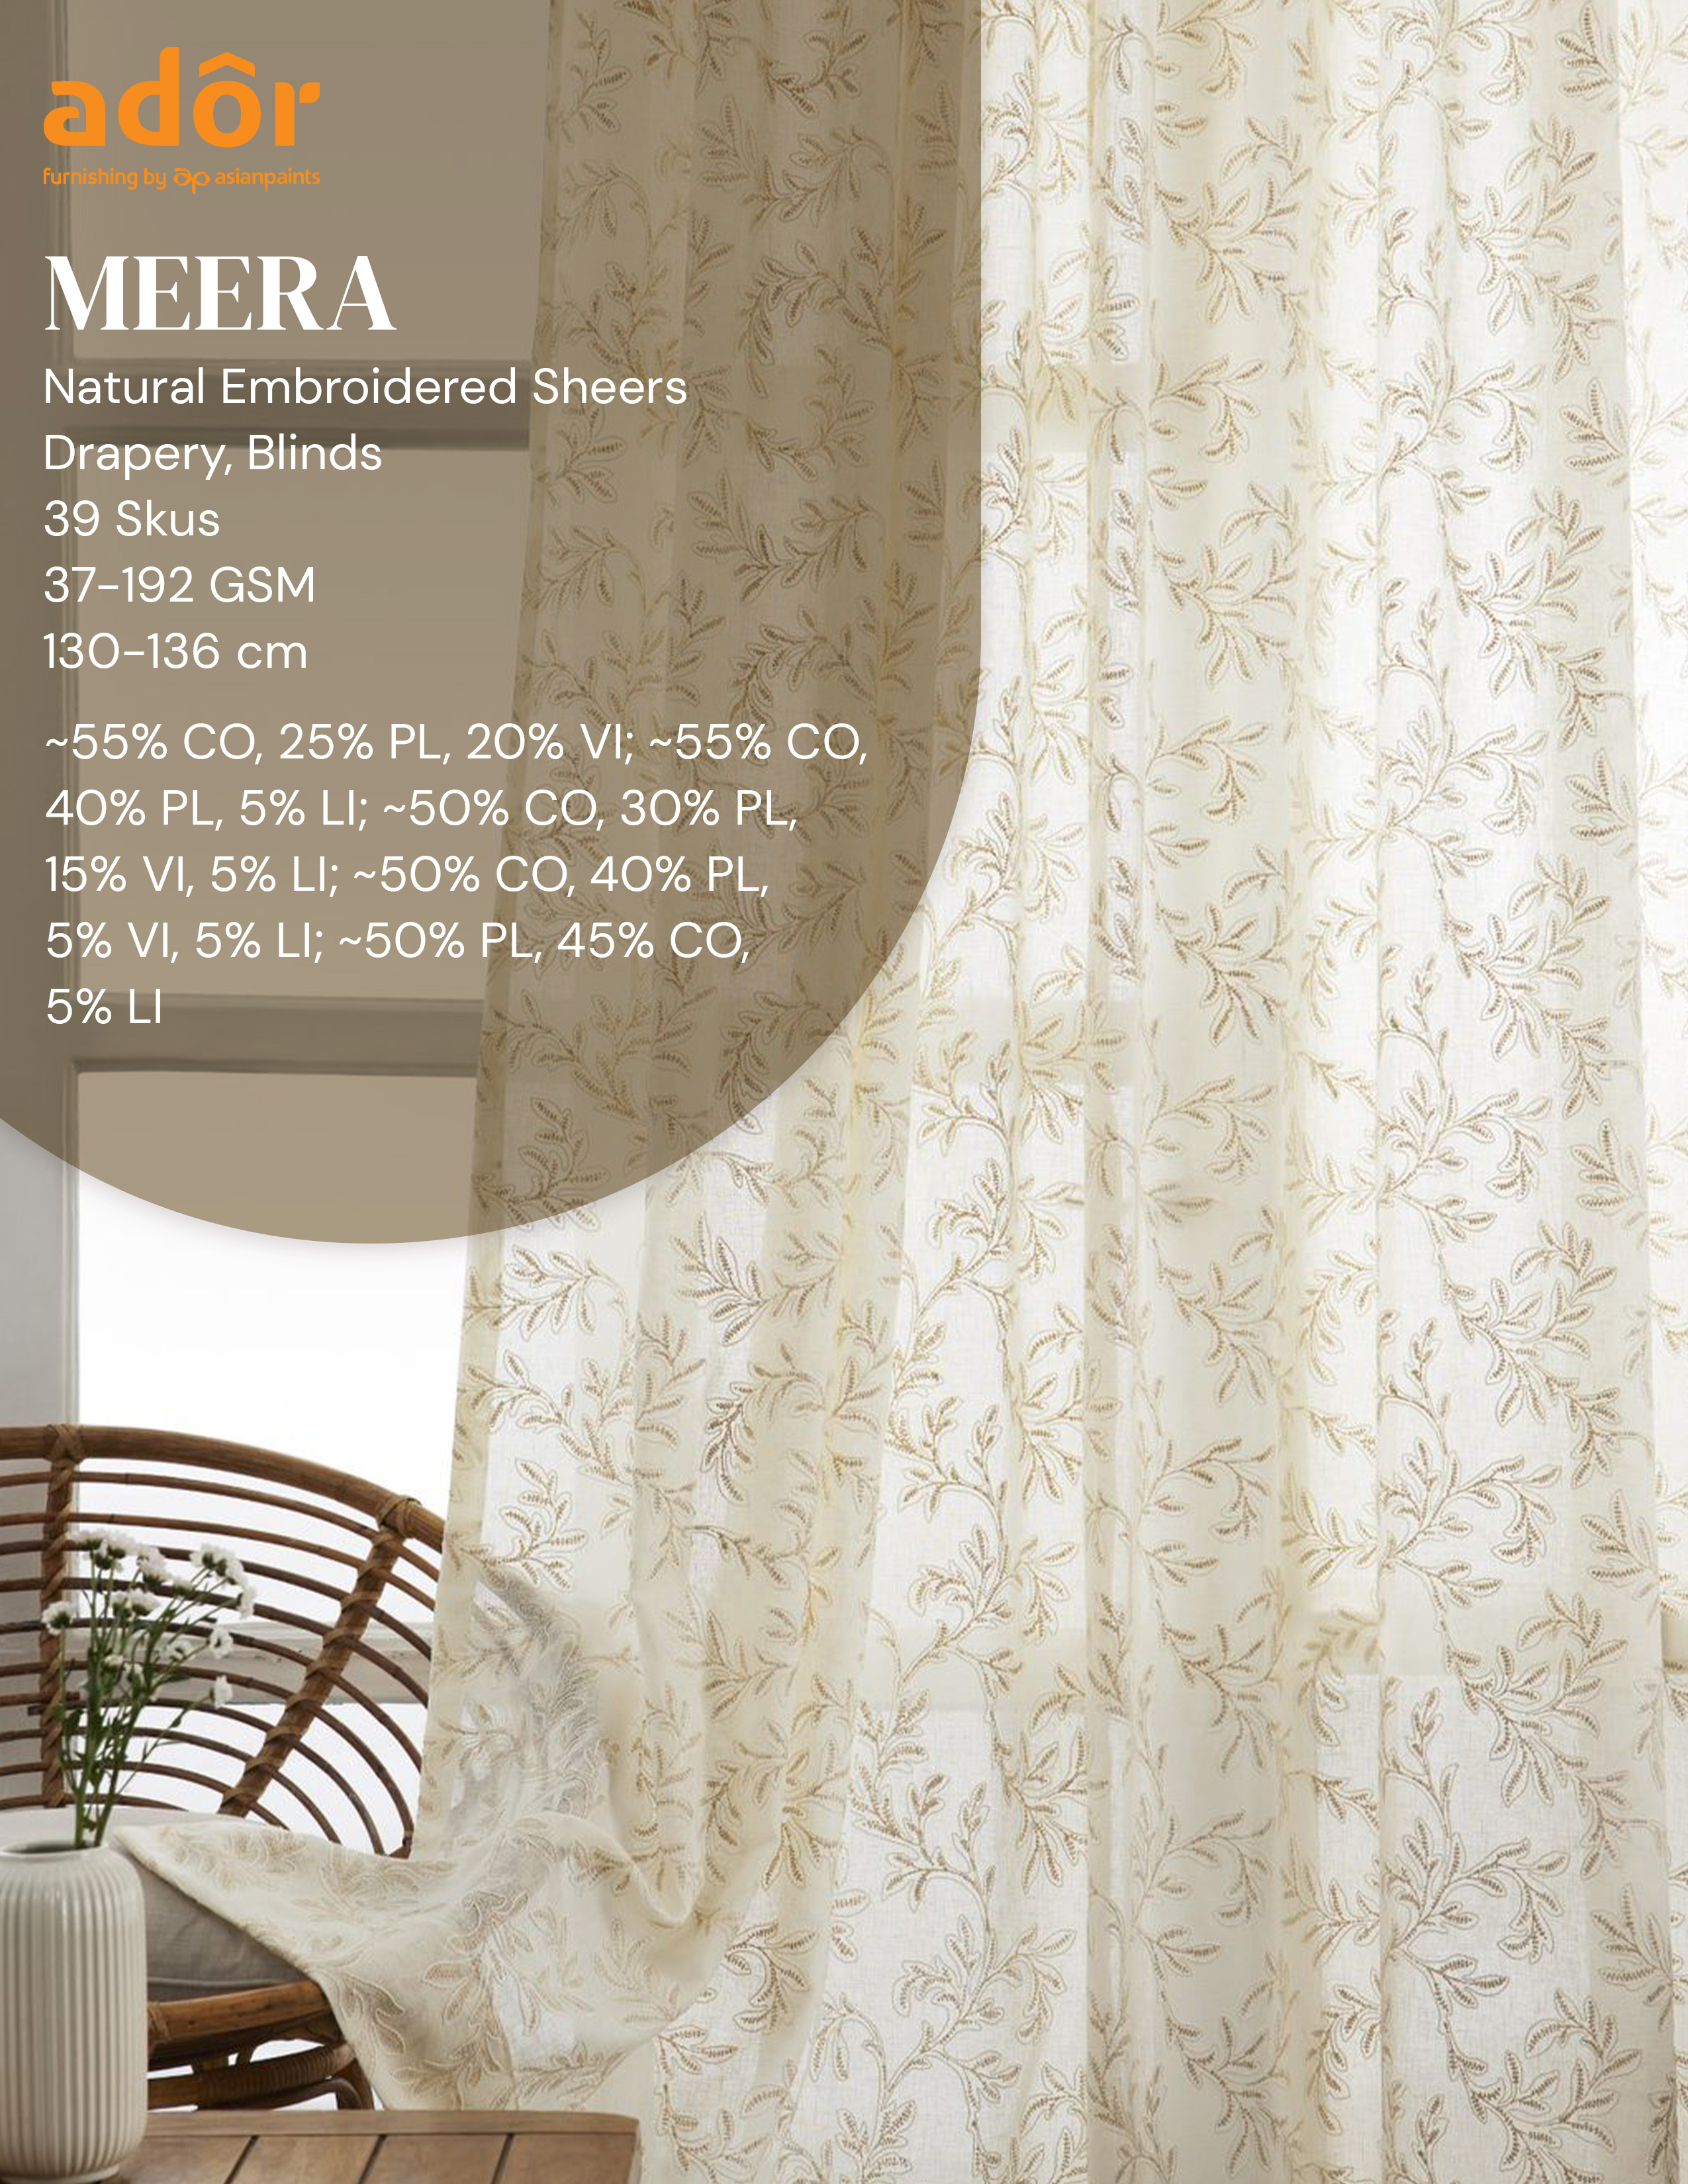 adôr
furnishing by ap asianpaints
MEERA
Natural Embroidered Sheers
Drapery, Blinds
39 Skus
37-192 GSM
130-136 cm
~55% CO, 25% PL, 20% VI; ~55% CO,
40% PL, 5% LI; ~50% CO, 30% PL,
15% VI, 5% LI; ~50% CO, 40% PL,
5% VI, 5% LI; ~50% PL, 45% CO,
5% LI